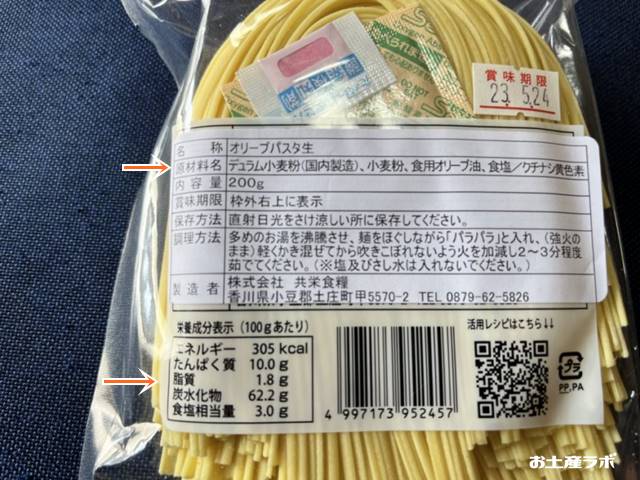 賞味期限
23. 5.24
名称 オリーブパスタ生
原材料名 デュラム小麦粉(国内製造)、小麦粉、食用オリーブ油、食塩/クチナシ黄色素
内容量 200g
賞味期限 枠外右上に表示
保存方法 直射日光をさけ涼しい所に保存してください。
調理方法 多めのお湯を沸騰させ、麺をほぐしながら「パラパラ」と入れ、(強火の
まま)軽くかき混ぜてから吹きこぼれないよう火を加減し2~3分程度
茹でてください。(※塩及びさし水は入れないでください。)
製造者 株式会社 共栄食糧
香川県小豆郡土庄町甲5570-2 TEL 0879-62-5826
栄養成分表示(100gあたり)
エネルギー 305 kcal
たんぱく質 10.0 g
脂質 1.8 g
炭水化物 62.2 g
食塩相当量 3.0 g
活用レシピはこちら↓↓
4 997173 952457
プラ
PP,PA
お土産ラボ